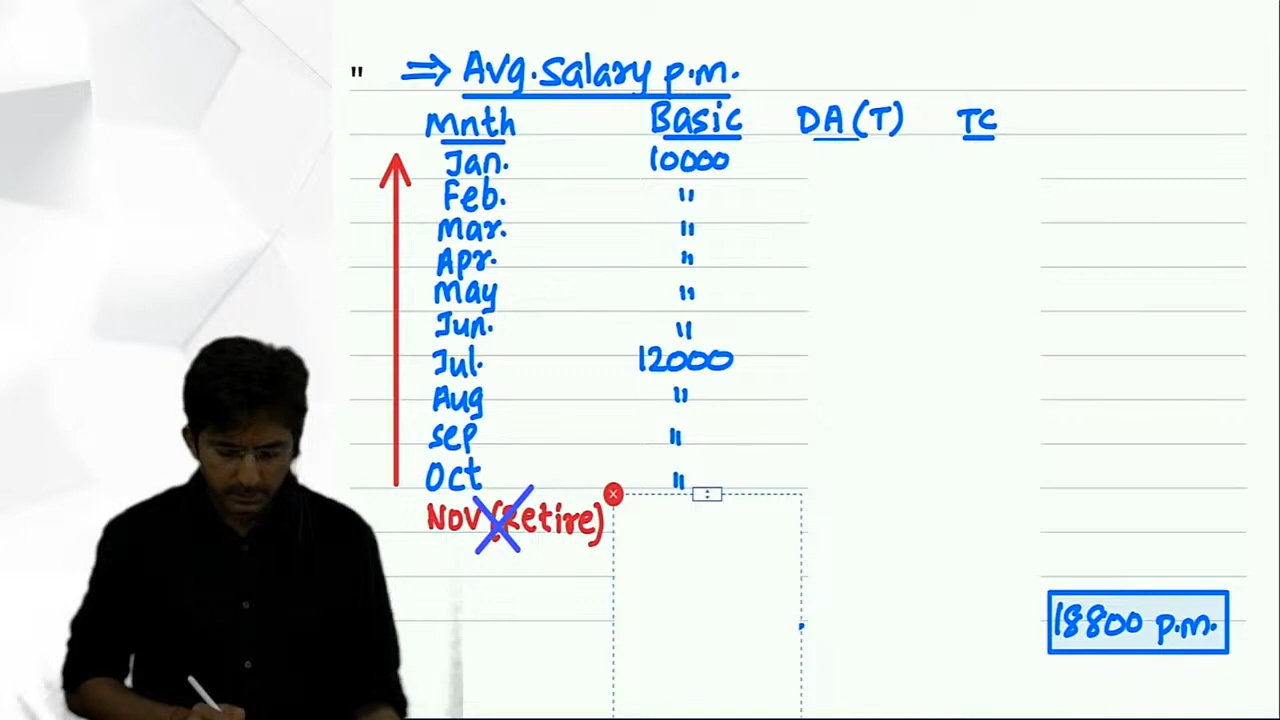 " ⇒ Avg. Salary p.m.
Mnth Basic DA(T) TC
Jan. 10000
Feb. "
Mar. "
Apr. "
May "
Jun. "
Jul. 12000
Aug "
Sep "
Oct "
Nov (Retire)
18800 p.m.